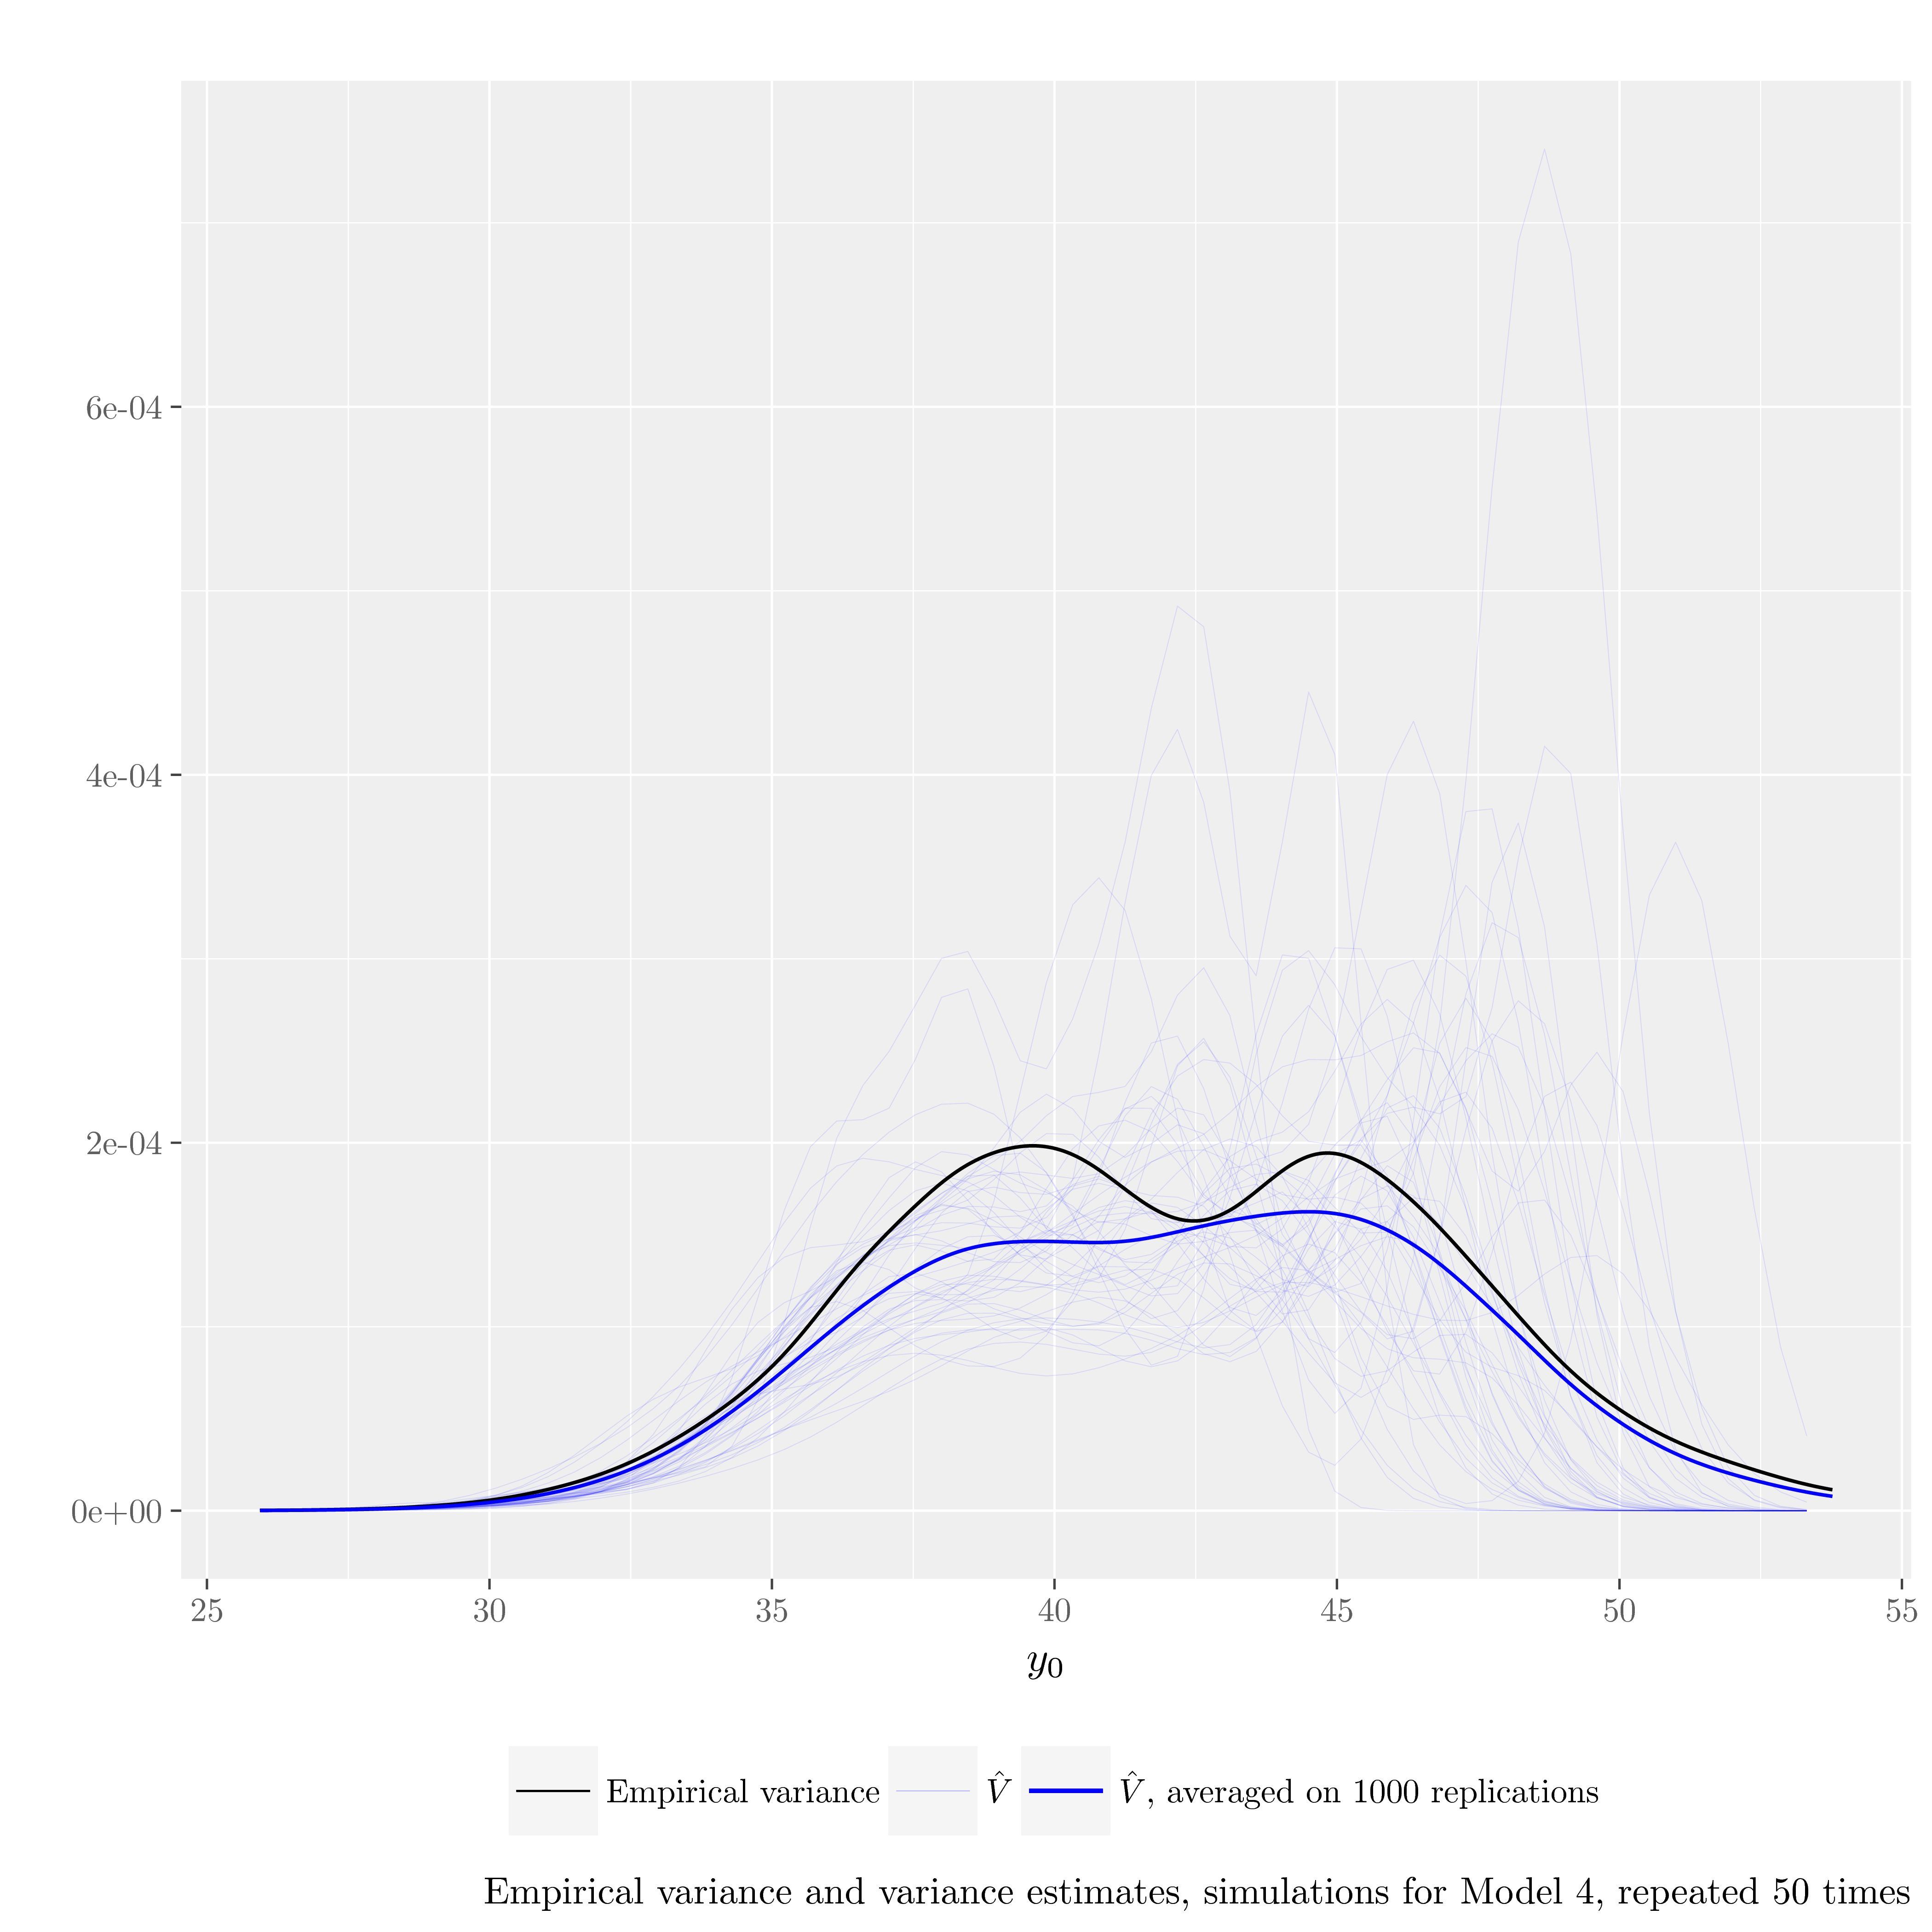 6e-04
4e-04
2e-04
0e+00
25 30 35 40 45 50 55
y₀
Empirical variance V̂ V̂, averaged on 1000 replications
Empirical variance and variance estimates, simulations for Model 4, repeated 50 times